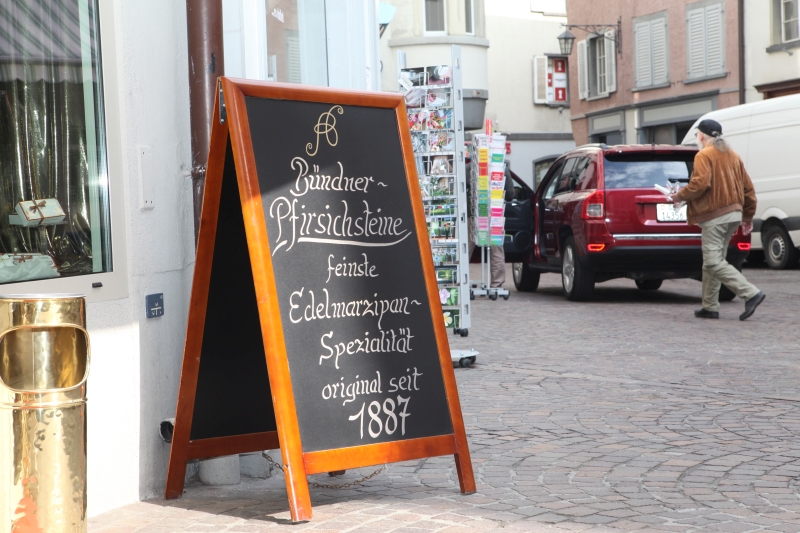 Bündner-
Pfirsichsteine
feinste
Edelmarzipan-
Spezialität
original seit
1887